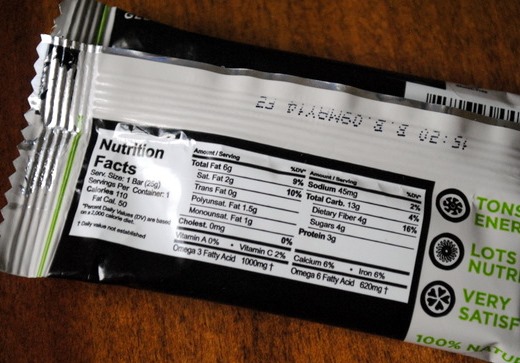 15:20 B 3 09MAY14 F2
Nutrition
Facts
Serv. Size: 1 Bar (25g)
Servings Per Container: 1
Calories 110
Fat Cal. 50
*Percent Daily Values (DV) are based
on a 2,000 calorie diet.
† Daily value not established
Amount / Serving %DV*
Total Fat 6g 9%
Sat. Fat 2g 10%
Trans Fat 0g
Polyunsat. Fat 1.5g
Monounsat. Fat 1g
Cholest. 0mg 0%
Amount / Serving %DV*
Sodium 45mg 2%
Total Carb. 13g 4%
Dietary Fiber 4g 16%
Sugars 4g
Protein 3g
Vitamin A 0% • Vitamin C 2% • Calcium 6% • Iron 6%
Omega 3 Fatty Acid 1000mg † Omega 6 Fatty Acid 620mg †
TONS
ENER
LOTS
NUTRI
VERY
SATISF
100% NATU